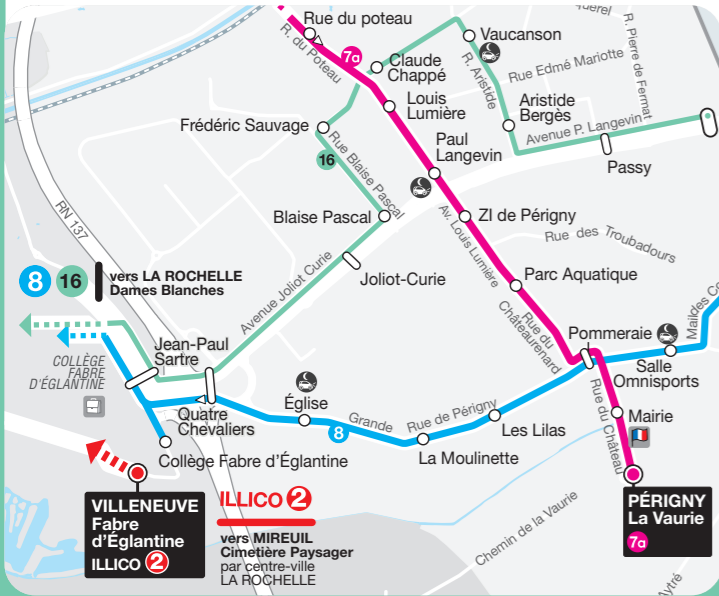 querel
Rue du poteau
Vaucanson
R. du Poteau
7a
Claude
Chappé
R. Aristide
Rue Edmé Mariotte
R. Pierre de Fermat
Louis
Lumière
Aristide
Bergès
Frédéric Sauvage
Avenue P. Langevin
Paul
Langevin
16
Rue Blaise Pascal
Passy
RN 137
Blaise Pascal
ZI de Périgny
Av. Louis Lumière
Rue des Troubadours
8 16
vers LA ROCHELLE
Dames Blanches
Avenue Joliot Curie
Joliot-Curie
Parc Aquatique
Rue du
Châteaurenard
Mail des Co
Jean-Paul
Sartre
Pommeraie
COLLÈGE
FABRE
D'ÉGLANTINE
Salle
Omnisports
Quatre
Chevaliers
Église
Grande Rue de Périgny
8
Les Lilas
Rue du Château
Mairie
Collège Fabre d'Églantine
La Moulinette
VILLENEUVE
Fabre
d'Églantine
ILLICO 2
ILLICO 2
vers MIREUIL
Cimetière Paysager
par centre-ville
LA ROCHELLE
PÉRIGNY
La Vaurie
7a
Chemin de la Vaurie
Aytré